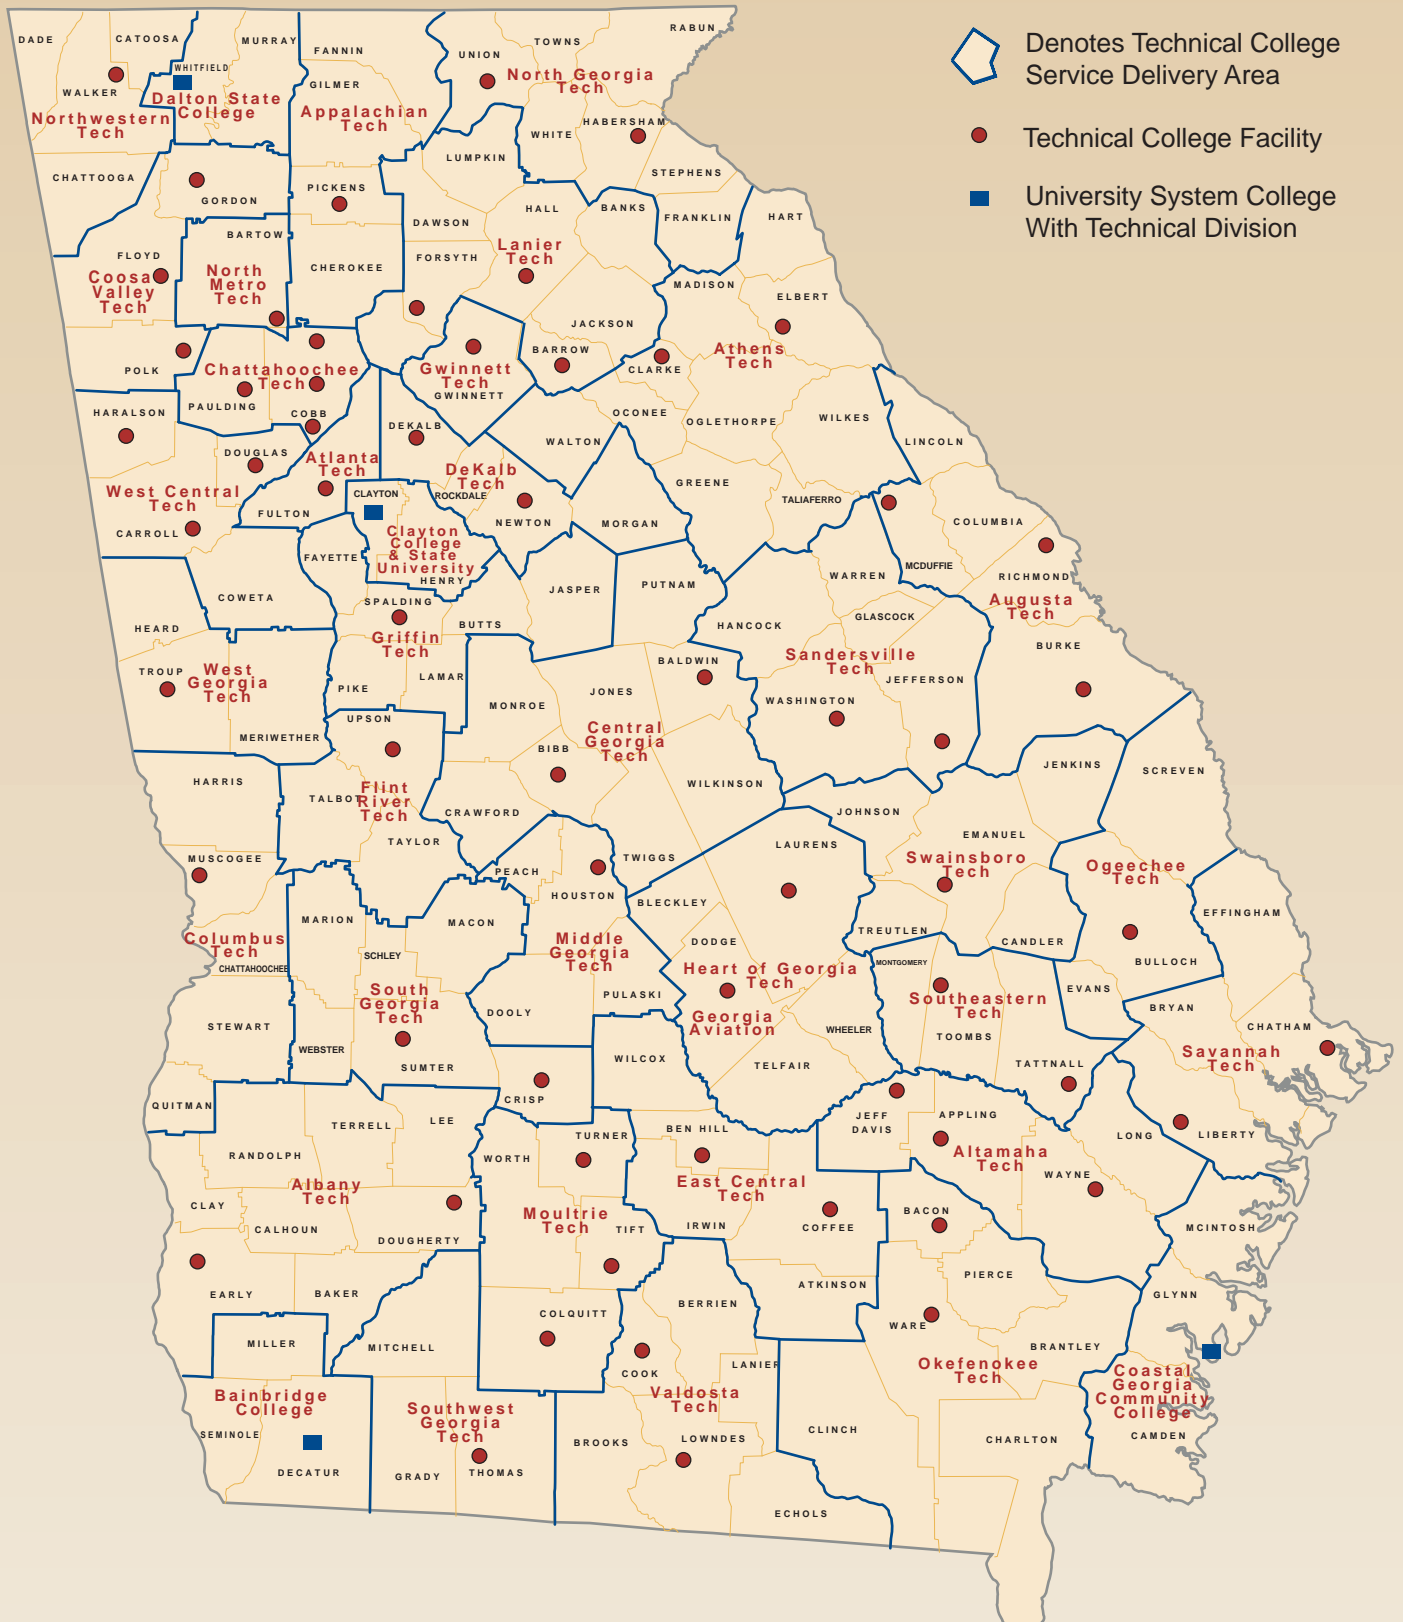 Denotes Technical College
Service Delivery Area
Technical College Facility
University System College
With Technical Division
DADE
CATOOSA
WHITFIELD
MURRAY
FANNIN
UNION
TOWNS
RABUN
WALKER
Northwestern
Tech
Dalton State
College
GILMER
Appalachian
Tech
North Georgia
Tech
WHITE
HABERSHAM
LUMPKIN
STEPHENS
CHATTOOGA
GORDON
PICKENS
DAWSON
HALL
BANKS
FRANKLIN
HART
FLOYD
Coosa
Valley
Tech
BARTOW
North
Metro
Tech
CHEROKEE
FORSYTH
Lanier
Tech
MADISON
ELBERT
JACKSON
POLK
Chattahoochee
Tech
PAULDING
COBB
Gwinnett
Tech
GWINNETT
BARROW
CLARKE
Athens
Tech
HARALSON
DOUGLAS
DEKALB
WALTON
OCONEE
OGLETHORPE
WILKES
LINCOLN
West Central
Tech
CARROLL
Atlanta
Tech
FULTON
CLAYTON
DeKalb
Tech
ROCKDALE
NEWTON
MORGAN
GREENE
TALIAFERRO
COLUMBIA
FAYETTE
Clayton
College
& State
University
HENRY
JASPER
PUTNAM
WARREN
MCDUFFIE
RICHMOND
Augusta
Tech
COWETA
HEARD
SPALDING
Griffin
Tech
BUTTS
HANCOCK
GLASCOCK
BURKE
TROUP
West
Georgia
Tech
MERIWETHER
PIKE
LAMAR
MONROE
JONES
BALDWIN
Sandersville
Tech
JEFFERSON
WASHINGTON
UPSON
Central
Georgia
Tech
BIBB
WILKINSON
JENKINS
SCREVEN
HARRIS
TALBOT
Flint
River
Tech
TAYLOR
CRAWFORD
JOHNSON
EMANUEL
MUSCOGEE
PEACH
TWIGGS
LAURENS
Swainsboro
Tech
Ogeechee
Tech
HOUSTON
BLECKLEY
MARION
MACON
EFFINGHAM
Columbus
Tech
CHATTAHOOCHEE
SCHLEY
Middle
Georgia
Tech
DODGE
TREUTLEN
CANDLER
BULLOCH
Heart of Georgia
Tech
MONTGOMERY
South
Georgia
Tech
PULASKI
DOOLY
Georgia
Aviation
WHEELER
Southeastern
Tech
EVANS
BRYAN
STEWART
WEBSTER
SUMTER
WILCOX
TELFAIR
TOOMBS
TATTNALL
CHATHAM
Savannah
Tech
QUITMAN
TERRELL
LEE
CRISP
TURNER
BEN HILL
JEFF
DAVIS
APPLING
Altamaha
Tech
LONG
LIBERTY
RANDOLPH
WORTH
WAYNE
Albany
Tech
CLAY
CALHOUN
DOUGHERTY
Moultrie
Tech
TIFT
East Central
Tech
IRWIN
COFFEE
BACON
MCINTOSH
EARLY
BAKER
COLQUITT
BERRIEN
ATKINSON
PIERCE
GLYNN
MILLER
MITCHELL
COOK
LANIER
WARE
BRANTLEY
Bainbridge
College
SEMINOLE
DECATUR
Southwest
Georgia
Tech
GRADY
THOMAS
Valdosta
Tech
BROOKS
LOWNDES
CLINCH
ECHOLS
Okefenokee
Tech
CHARLTON
Coastal
Georgia
Community
College
CAMDEN